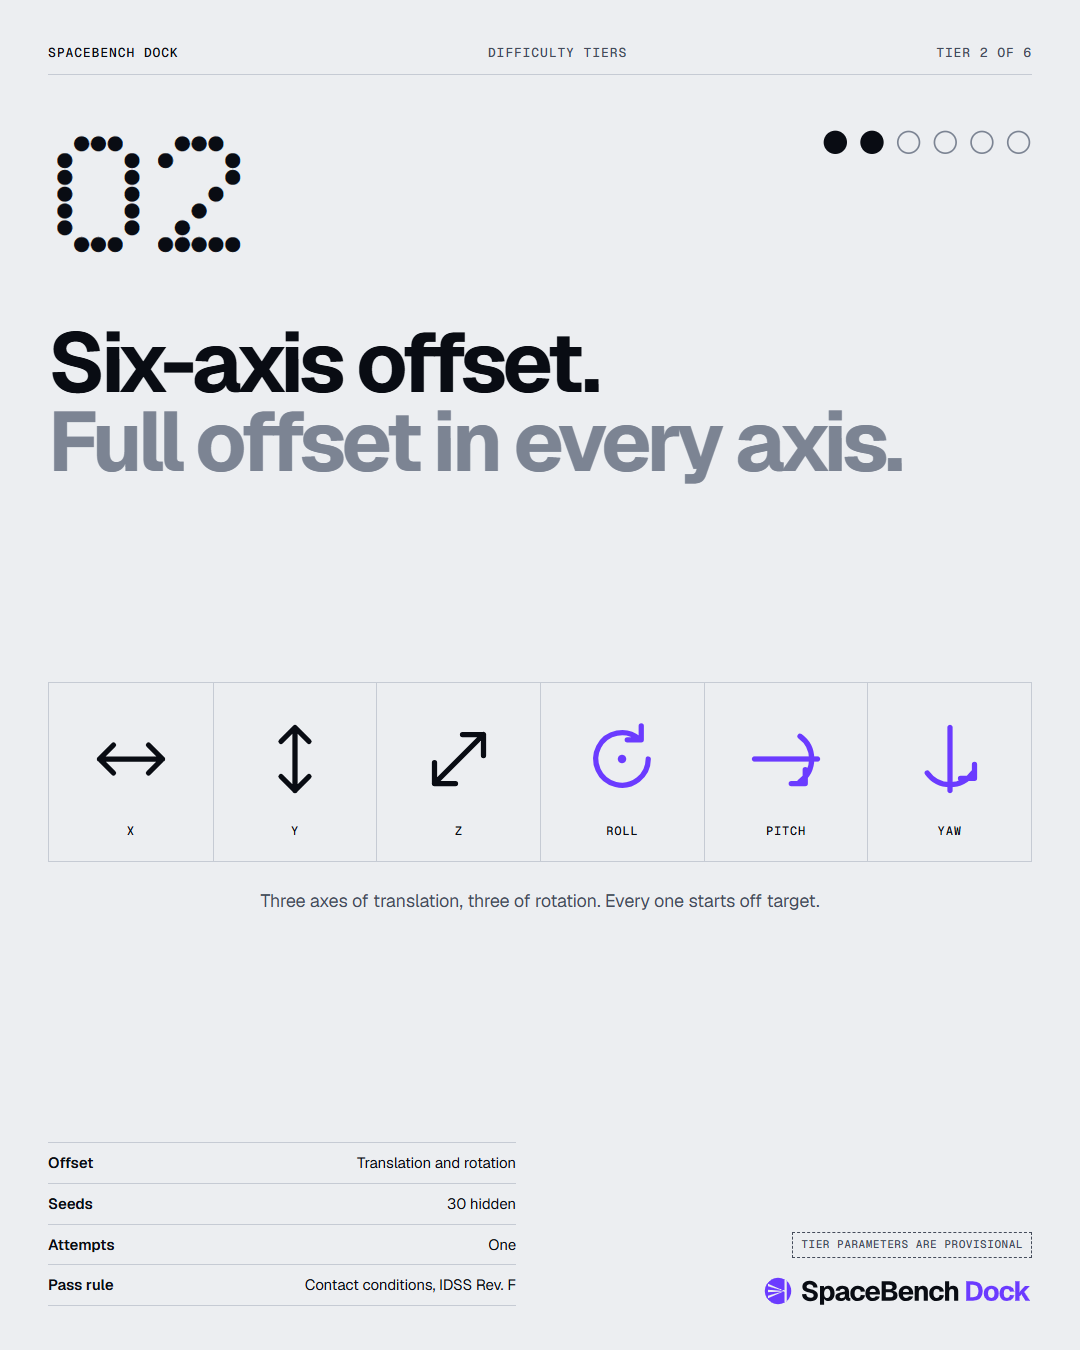 SPACEBENCH DOCK
DIFFICULTY TIERS
TIER 2 OF 6
02
Six-axis offset.
Full offset in every axis.
X
Y
Z
ROLL
PITCH
YAW
Three axes of translation, three of rotation. Every one starts off target.
Offset Translation and rotation
Seeds 30 hidden
Attempts One
Pass rule Contact conditions, IDSS Rev. F
TIER PARAMETERS ARE PROVISIONAL
SpaceBench Dock